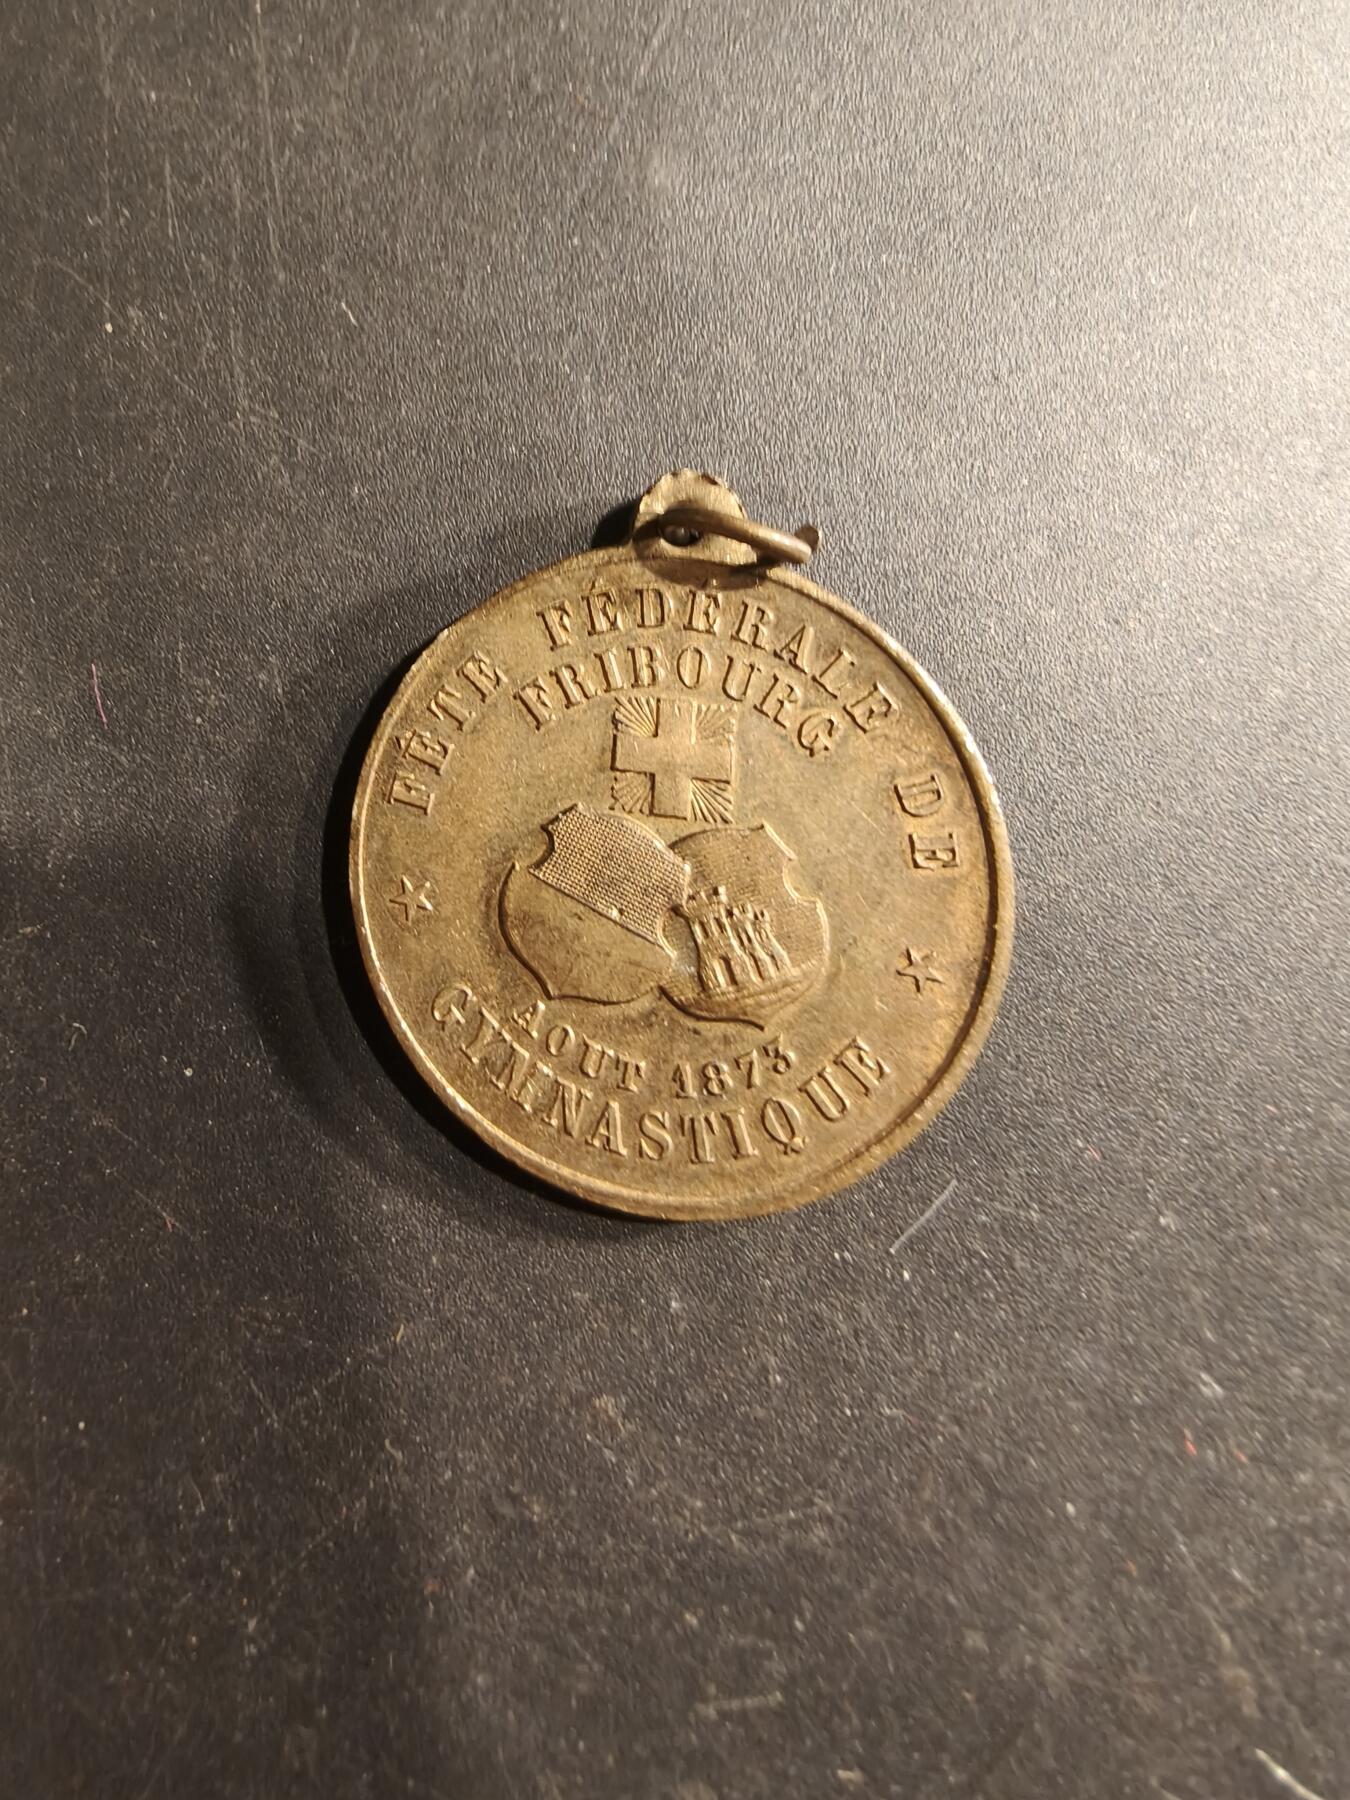 FÊTE FÉDÉRALE DE
FRIBOURG
AOUT 1873
GYMNASTIQUE